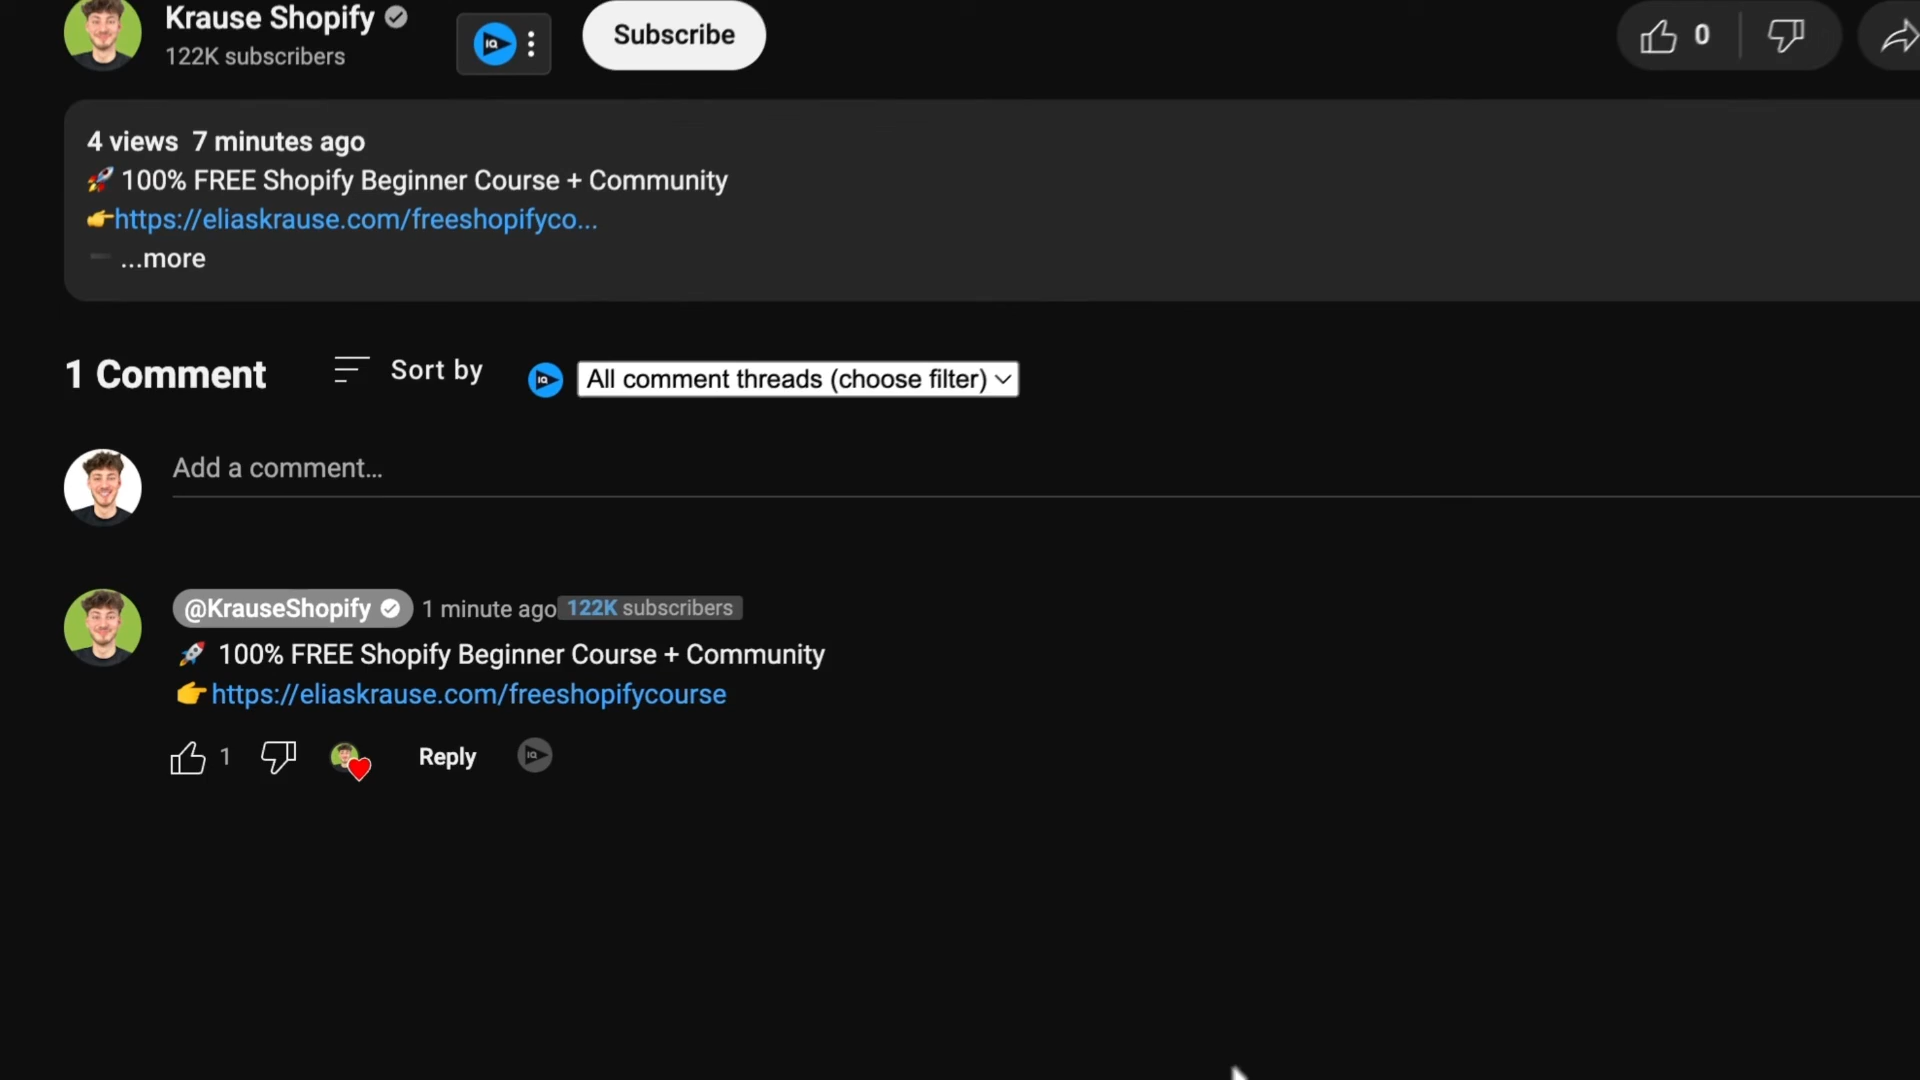 Krause Shopify
122K subscribers
Subscribe
0
4 views 7 minutes ago
🚀 100% FREE Shopify Beginner Course + Community
👉https://eliaskrause.com/freeshopifyco...
...more
1 Comment
Sort by
IQ
All comment threads (choose filter)
Add a comment...
@KrauseShopify 1 minute ago 122K subscribers
🚀 100% FREE Shopify Beginner Course + Community
👉https://eliaskrause.com/freeshopifycourse
1
Reply
IQ